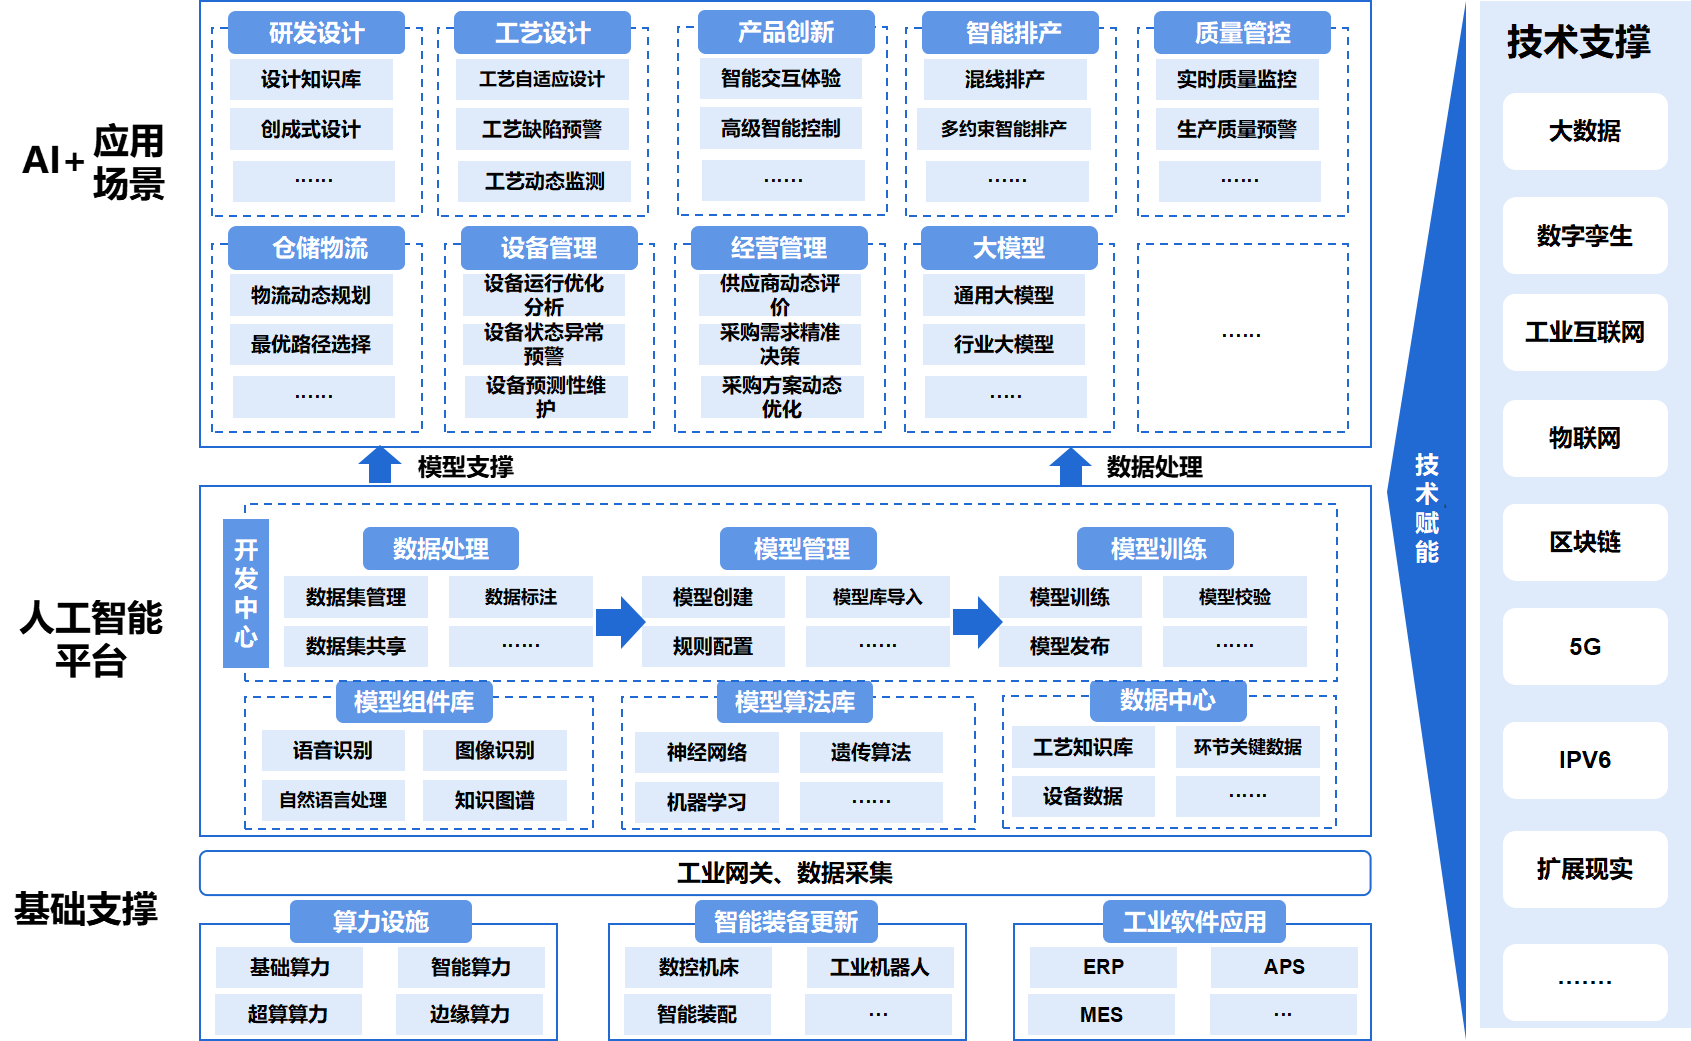 AI+
应用
场景
研发设计
设计知识库
创成式设计
······
工艺设计
工艺自适应设计
工艺缺陷预警
工艺动态监测
产品创新
智能交互体验
高级智能控制
······
智能排产
混线排产
多约束智能排产
······
质量管控
实时质量监控
生产质量预警
······
仓储物流
物流动态规划
最优路径选择
······
设备管理
设备运行优化
分析
设备状态异常
预警
设备预测性维
护
经营管理
供应商动态评
价
采购需求精准
决策
采购方案动态
优化
大模型
通用大模型
行业大模型
·····
······
模型支撑
数据处理
人工智能
平台
开
发
中
心
数据处理
数据集管理
数据标注
数据集共享
······
模型管理
模型创建
模型库导入
规则配置
······
模型训练
模型训练
模型校验
模型发布
······
模型组件库
语音识别
图像识别
自然语言处理
知识图谱
模型算法库
神经网络
遗传算法
机器学习
······
数据中心
工艺知识库
环节关键数据
设备数据
······
基础支撑
工业网关、数据采集
算力设施
基础算力
智能算力
超算算力
边缘算力
智能装备更新
数控机床
工业机器人
智能装配
···
工业软件应用
ERP
APS
MES
···
技
术
赋
能
技术支撑
大数据
数字孪生
工业互联网
物联网
区块链
5G
IPV6
扩展现实
·······